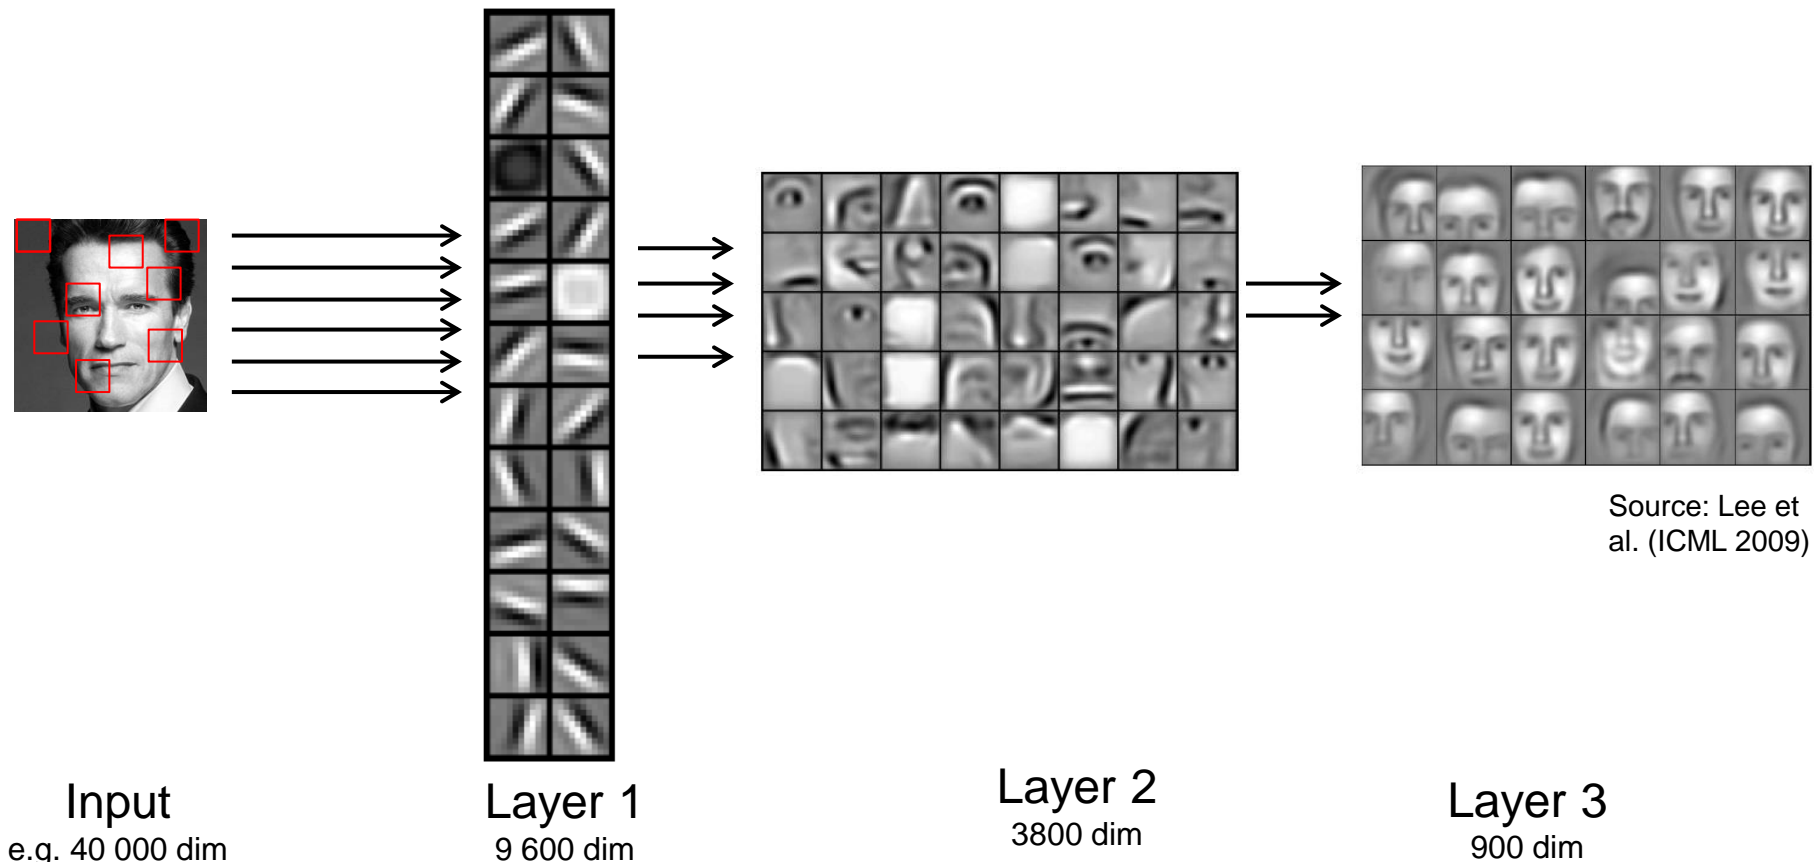 Source: Lee et
al. (ICML 2009)
Input
e.g. 40 000 dim
Layer 1
9 600 dim
Layer 2
3800 dim
Layer 3
900 dim